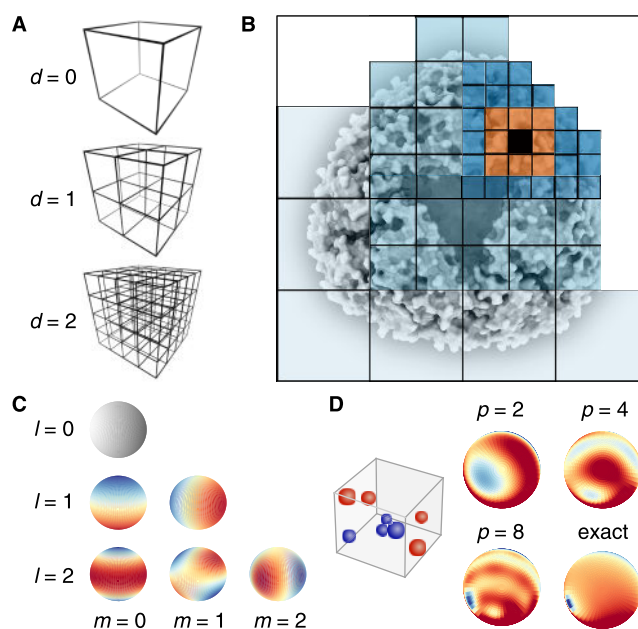 A
B
d = 0
d = 1
d = 2
C
D
l = 0
l = 1
l = 2
m = 0 m = 1 m = 2
p = 2 p = 4
p = 8 exact